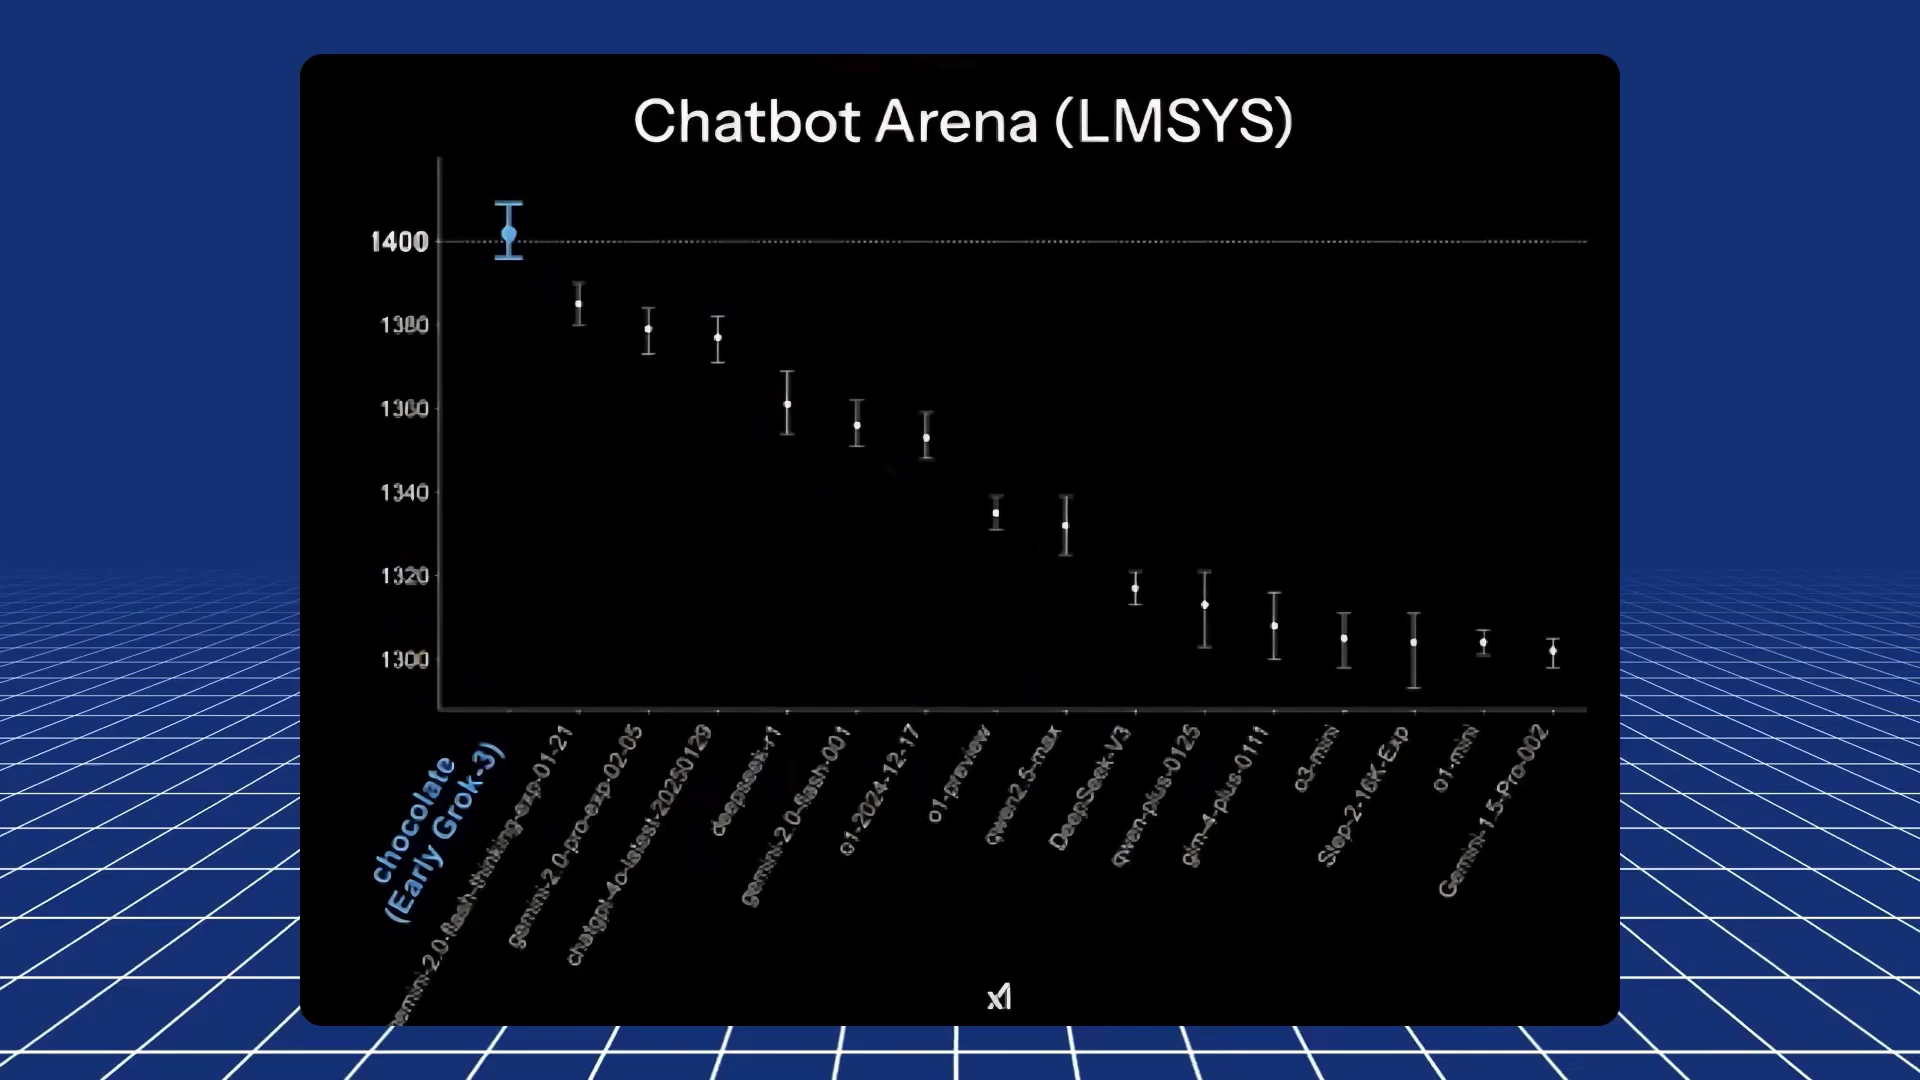 Chatbot Arena (LMSYS)
1400
1380
1360
1340
1320
1300
chocolate
(Early Grok-3)
gemini-2.0-flash-thinking-exp-01-21
gemini-2.0-pro-exp-02-05
chatgpt-4o-latest-20250129
deepseek-r1
gemini-2.0-flash-001
o1-2024-12-17
o1-preview
qwen2.5-max
DeepSeek-V3
qwen-plus-0125
glm-4-plus-0111
o3-mini
Step-2-16K-Exp
o1-mini
Gemini-1.5-Pro-002
xI